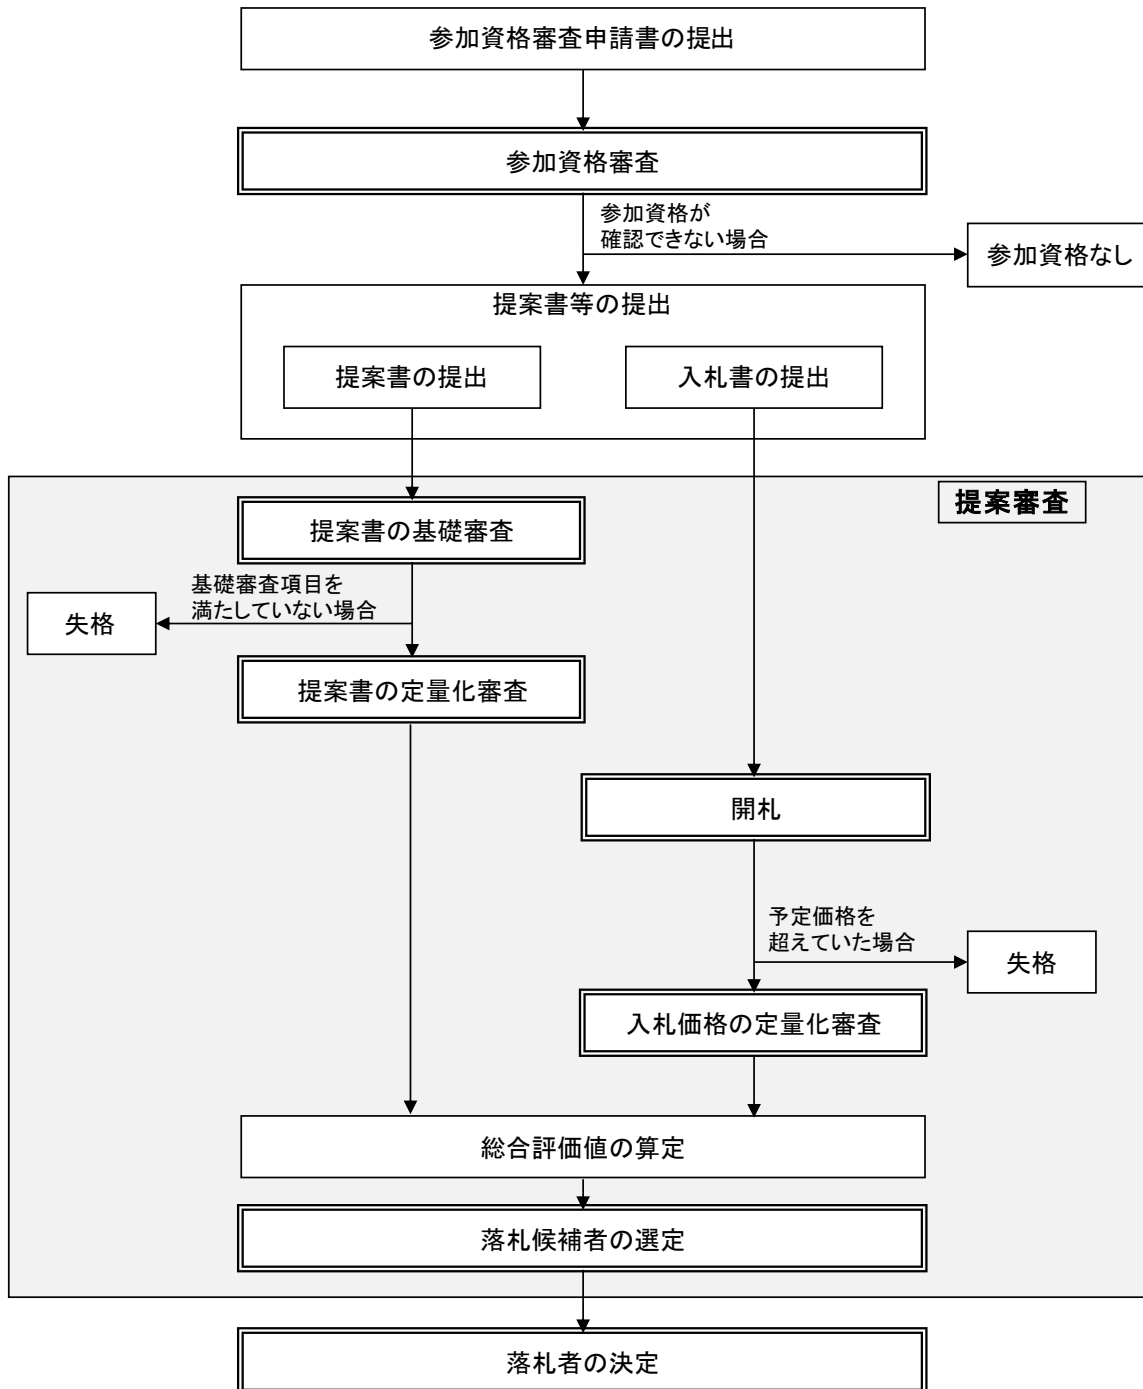 参加資格審査申請書の提出
参加資格審査
参加資格が
確認できない場合
参加資格なし
提案書等の提出
提案書の提出
入札書の提出
提案審査
提案書の基礎審査
基礎審査項目を
満たしていない場合
失格
提案書の定量化審査
開札
予定価格を
超えていた場合
失格
入札価格の定量化審査
総合評価値の算定
落札候補者の選定
落札者の決定